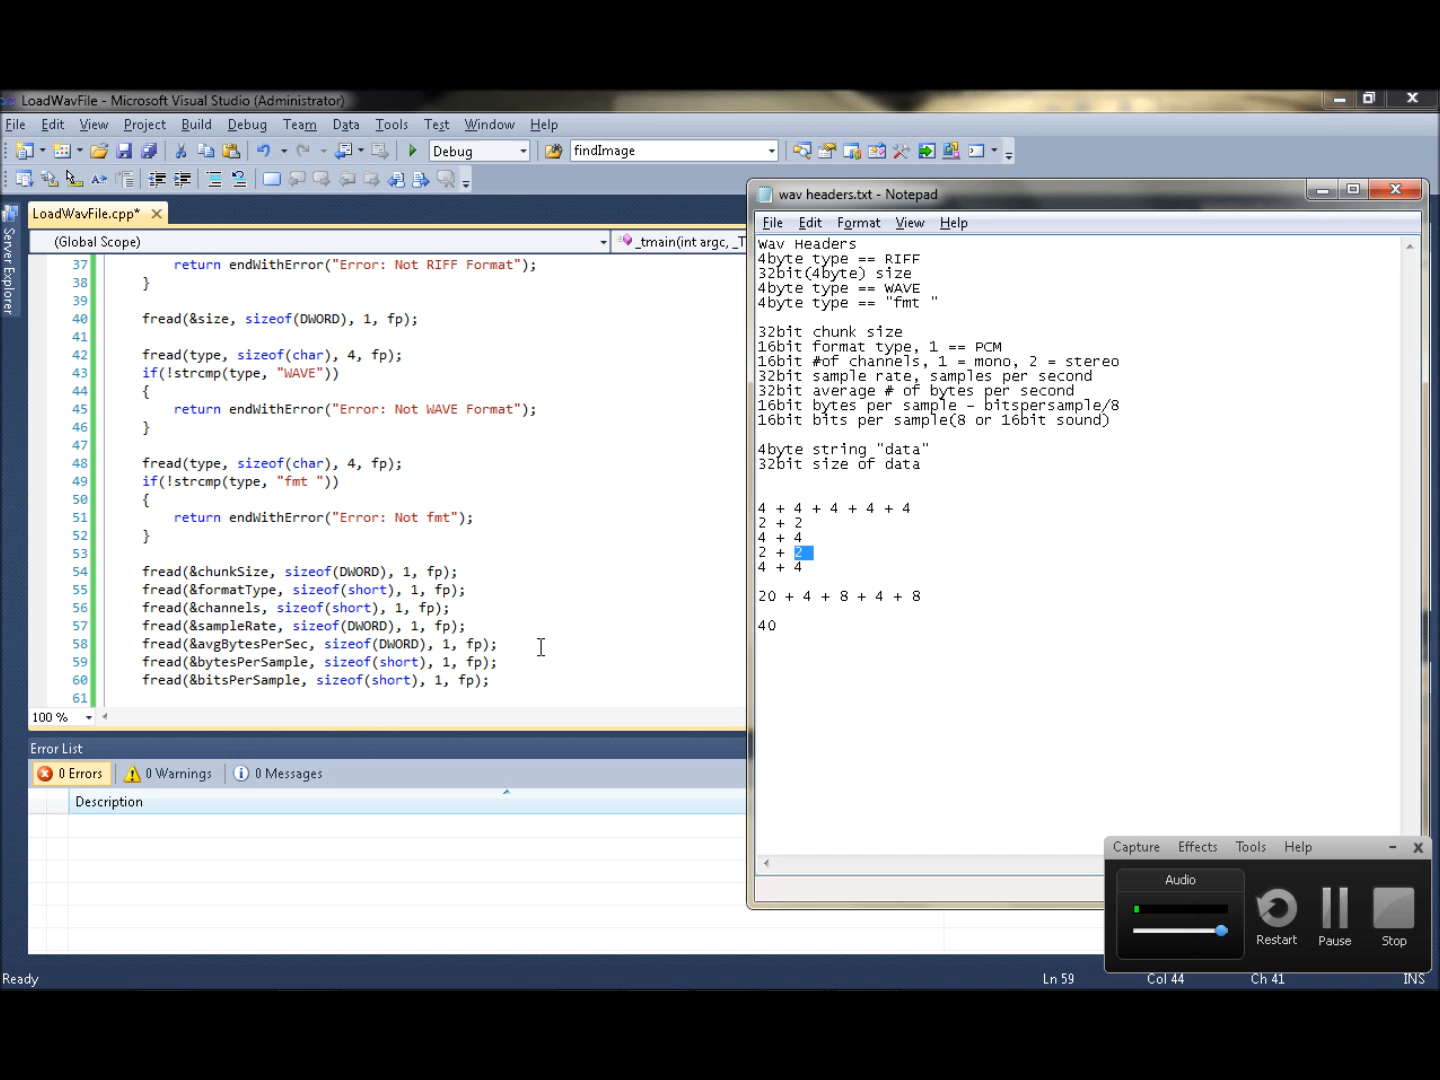 LoadWavFile - Microsoft Visual Studio (Administrator)
File Edit View Project Build Debug Team Data Tools Test Window Help
Debug findImage
LoadWavFile.cpp*
Server Explorer
(Global Scope) _tmain(int argc, _T
37 return endWithError("Error: Not RIFF Format");
38 }
39
40 fread(&size, sizeof(DWORD), 1, fp);
41
42 fread(type, sizeof(char), 4, fp);
43 if(!strcmp(type, "WAVE"))
44 {
45 return endWithError("Error: Not WAVE Format");
46 }
47
48 fread(type, sizeof(char), 4, fp);
49 if(!strcmp(type, "fmt "))
50 {
51 return endWithError("Error: Not fmt");
52 }
53
54 fread(&chunkSize, sizeof(DWORD), 1, fp);
55 fread(&formatType, sizeof(short), 1, fp);
56 fread(&channels, sizeof(short), 1, fp);
57 fread(&sampleRate, sizeof(DWORD), 1, fp);
58 fread(&avgBytesPerSec, sizeof(DWORD), 1, fp);
59 fread(&bytesPerSample, sizeof(short), 1, fp);
60 fread(&bitsPerSample, sizeof(short), 1, fp);
61
100 %
Error List
0 Errors 0 Warnings 0 Messages
Description
Ready Ln 59 Col 44 Ch 41 INS
wav headers.txt - Notepad
File Edit Format View Help
Wav Headers
4byte type == RIFF
32bit(4byte) size
4byte type == WAVE
4byte type == "fmt "
32bit chunk size
16bit format type, 1 == PCM
16bit #of channels, 1 = mono, 2 = stereo
32bit sample rate, samples per second
32bit average # of bytes per second
16bit bytes per sample - bitspersample/8
16bit bits per sample(8 or 16bit sound)
4byte string "data"
32bit size of data
4 + 4 + 4 + 4 + 4
2 + 2
4 + 4
2 + 2
4 + 4
20 + 4 + 8 + 4 + 8
40
Capture Effects Tools Help
Audio
Restart Pause Stop